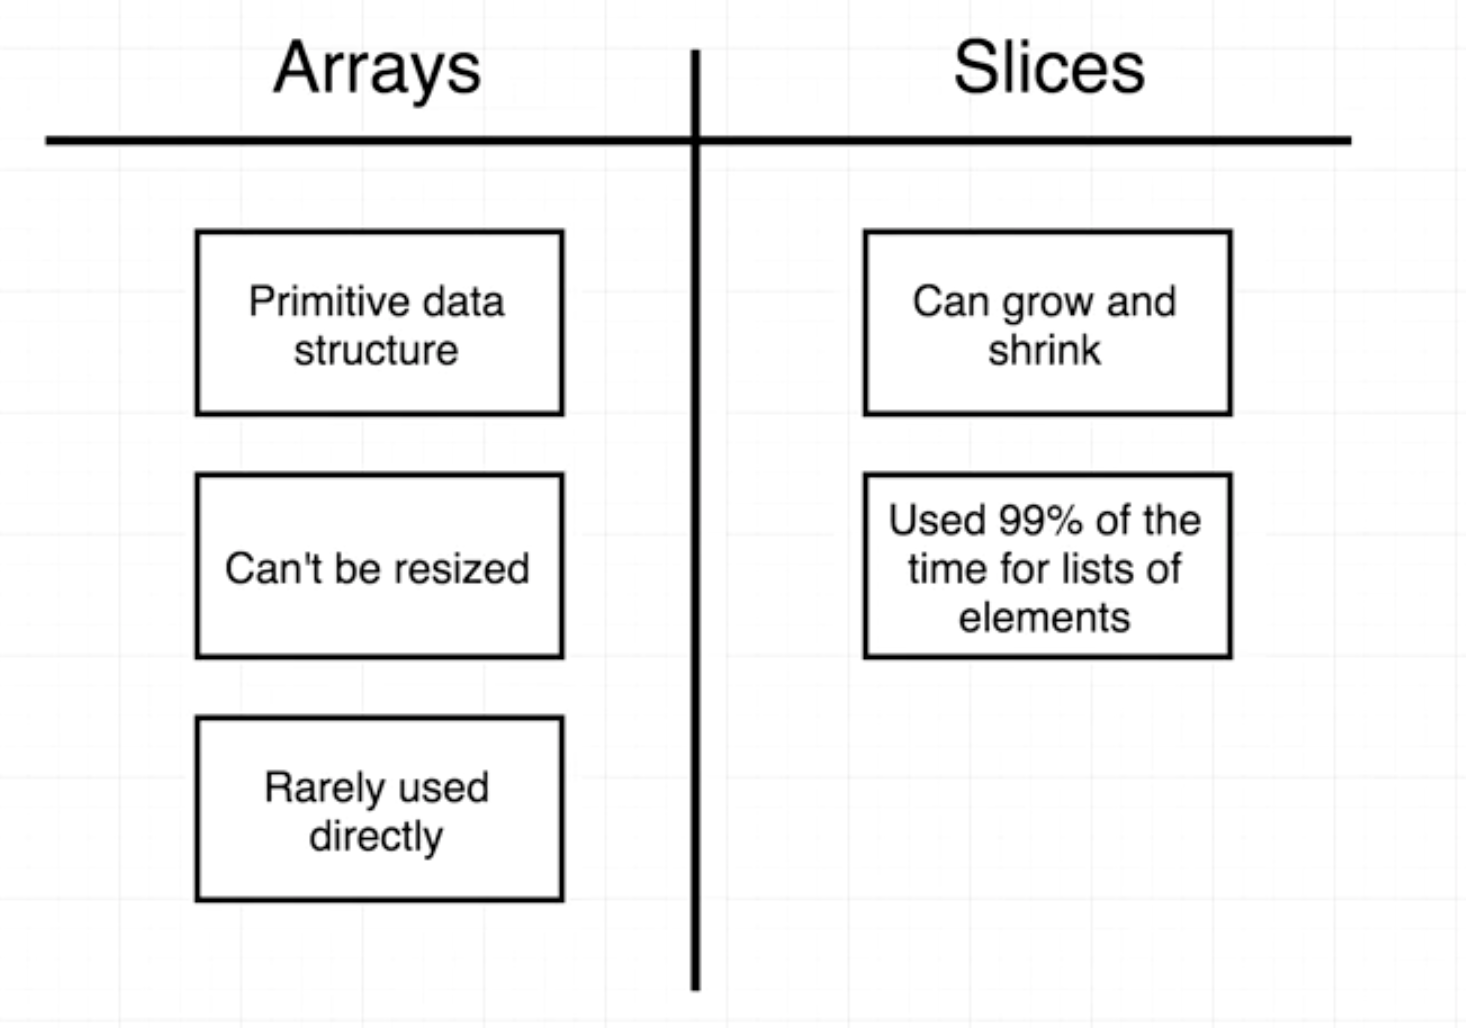 Arrays
Slices
Primitive data
structure
Can grow and
shrink
Can't be resized
Used 99% of the
time for lists of
elements
Rarely used
directly